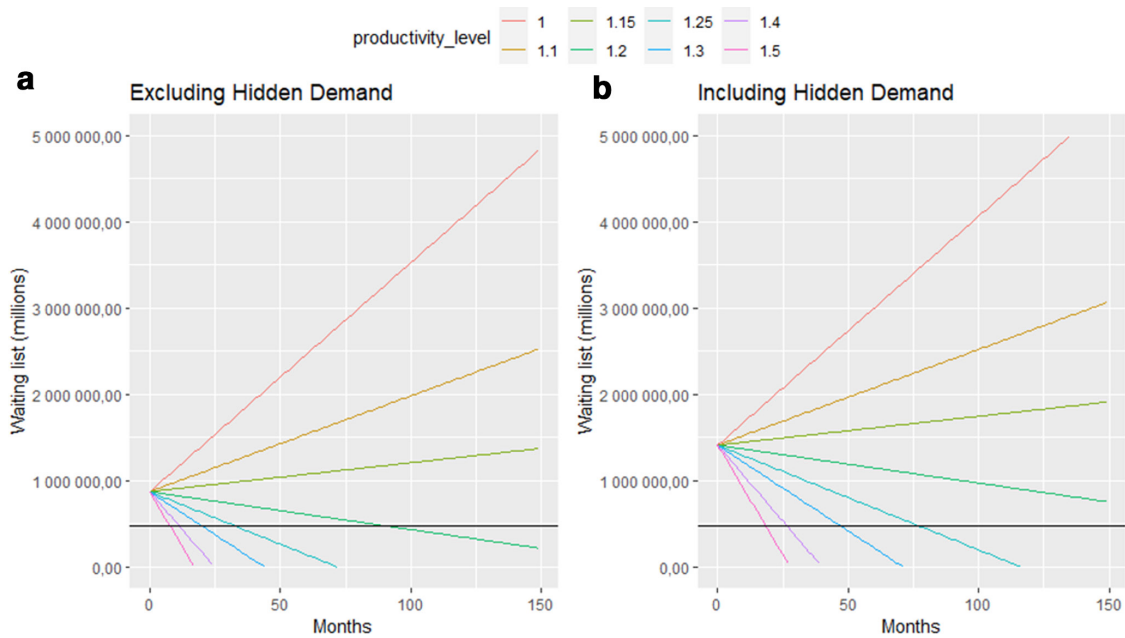 productivity_level
1 1.15 1.25 1.4
1.1 1.2 1.3 1.5
a
Excluding Hidden Demand
Waiting list (millions)
5 000 000,00
4 000 000,00
3 000 000,00
2 000 000,00
1 000 000,00
0,00
0 50 100 150
Months
b
Including Hidden Demand
Waiting list (millions)
5 000 000,00
4 000 000,00
3 000 000,00
2 000 000,00
1 000 000,00
0,00
0 50 100 150
Months